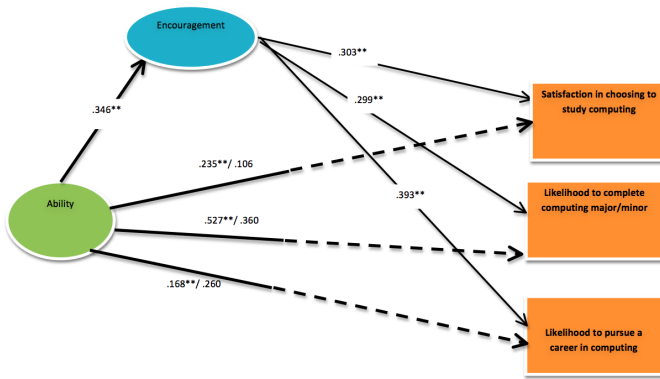 Encouragement
.303**
Satisfaction in choosing to
study computing
.299**
.346**
.235**/ .106
.393**
Likelihood to complete
computing major/minor
Ability
.527**/ .360
.168**/ .260
Likelihood to pursue a
career in computing